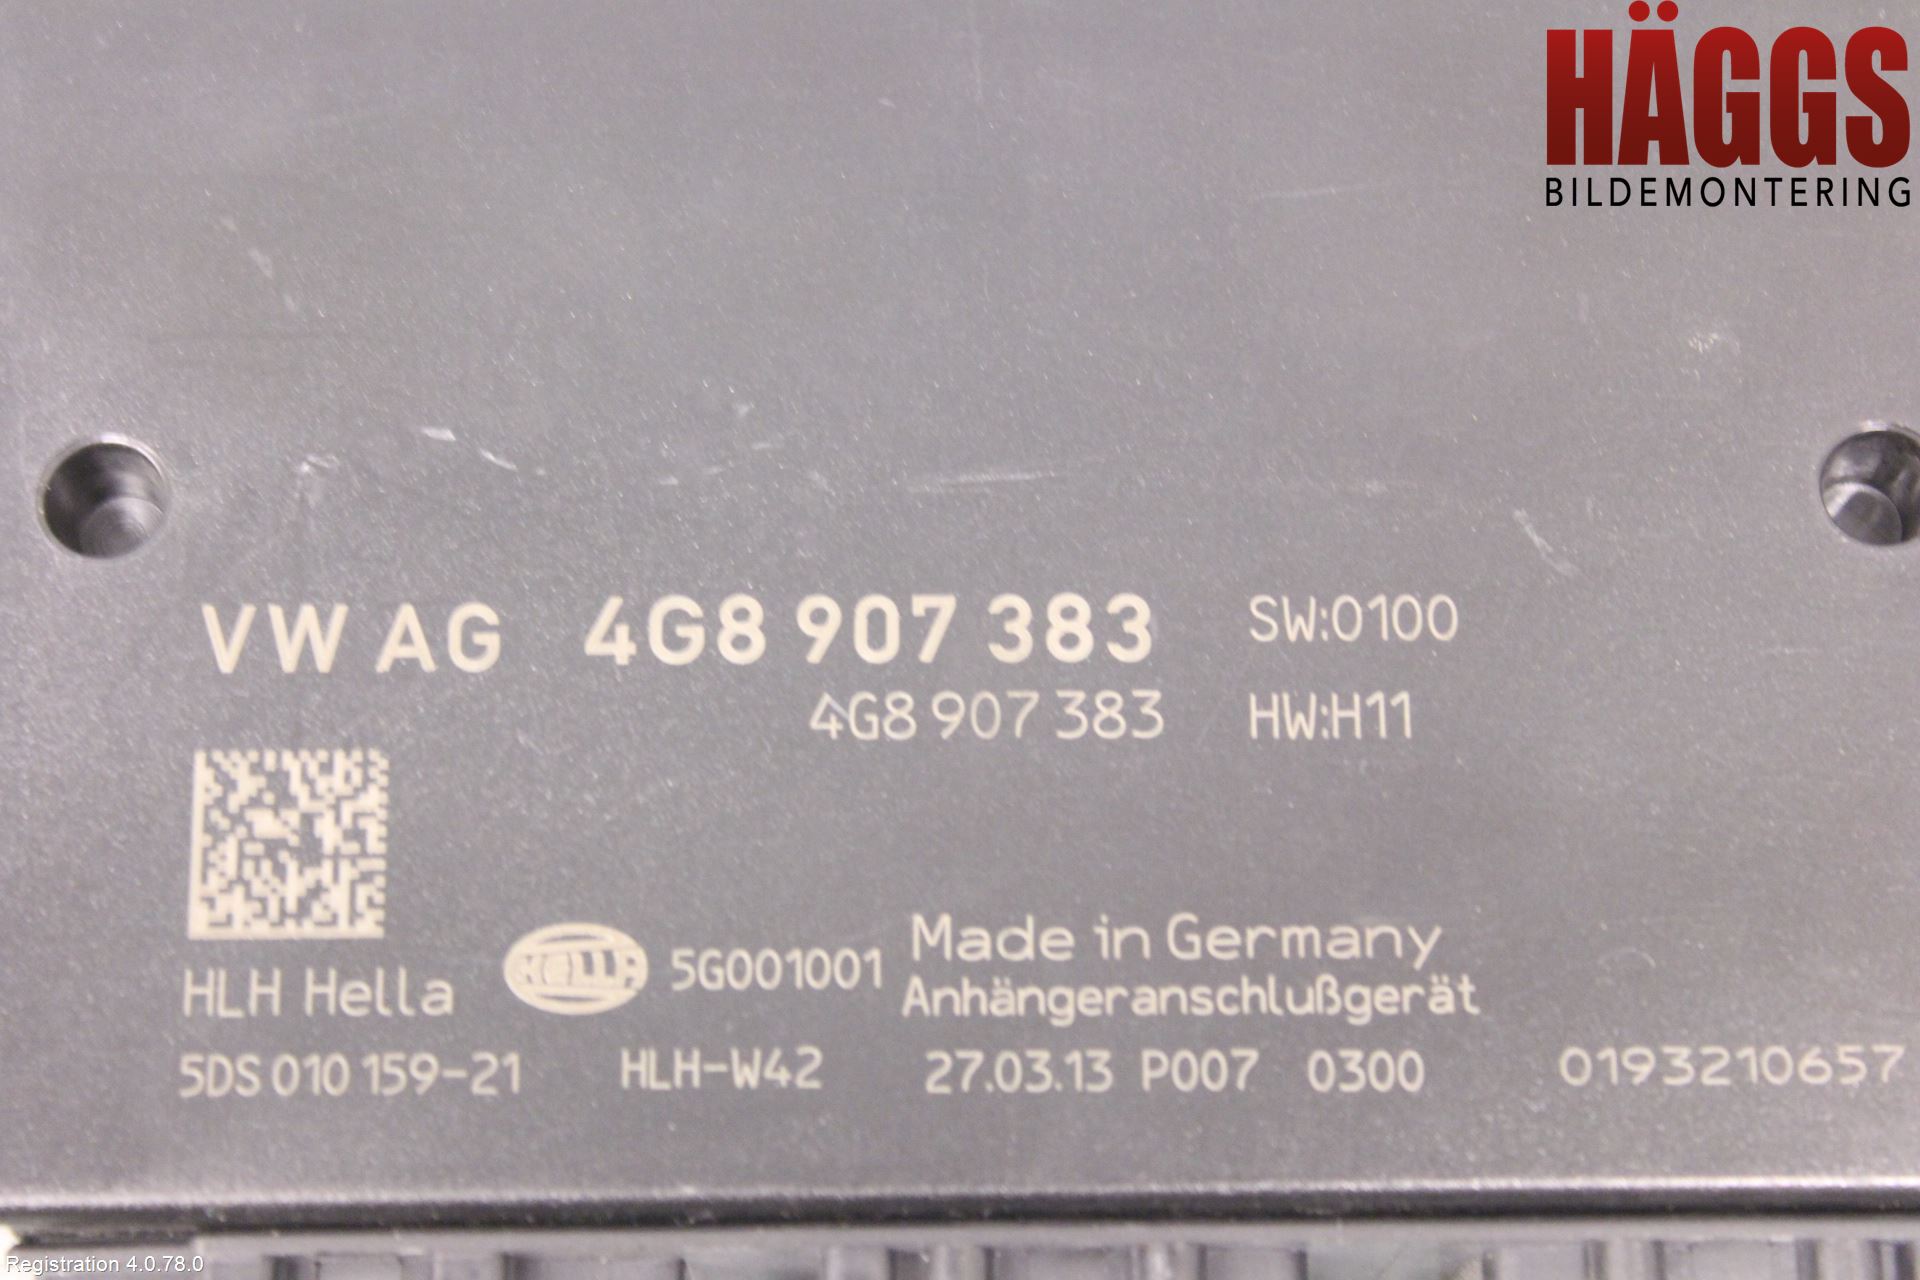 HÄGGS
BILDEMONTERING
VW AG 4G8 907 383 SW:0100
4G8 907 383 HW:H11
HLH Hella HELLA 5G001001 Made in Germany
Anhängeranschlußgerät
5DS 010 159-21 HLH-W42 27.03.13 P007 0300 0193210657
Registration 4.0.78.0